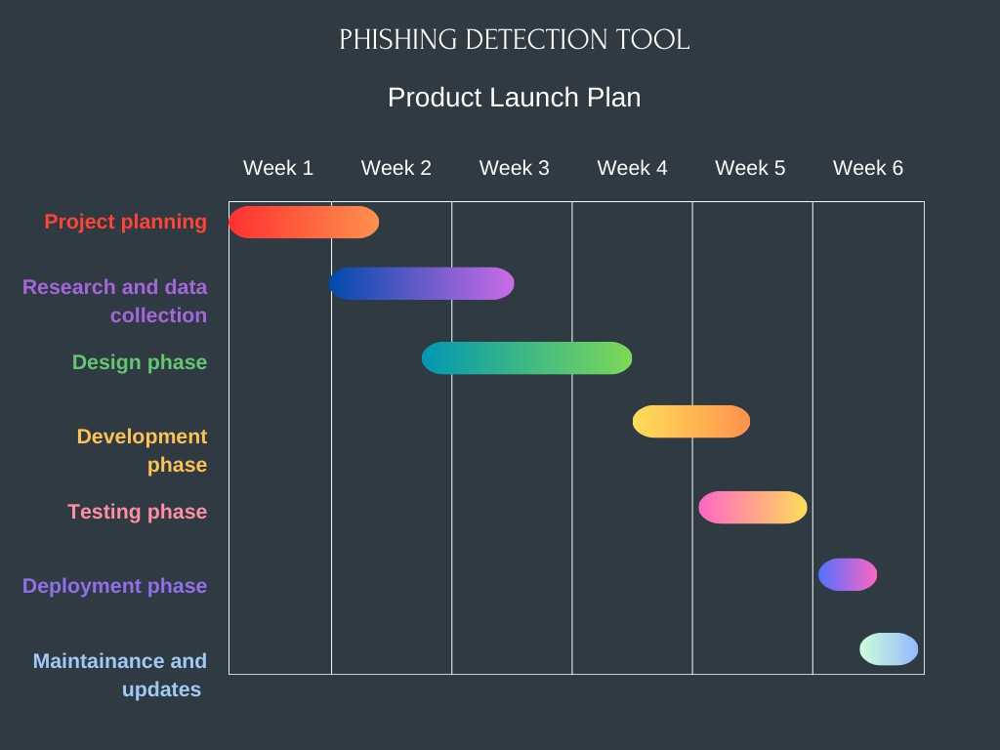 PHISHING DETECTION TOOL
Product Launch Plan
Week 1 Week 2 Week 3 Week 4 Week 5 Week 6
Project planning
Research and data
collection
Design phase
Development
phase
Testing phase
Deployment phase
Maintainance and
updates